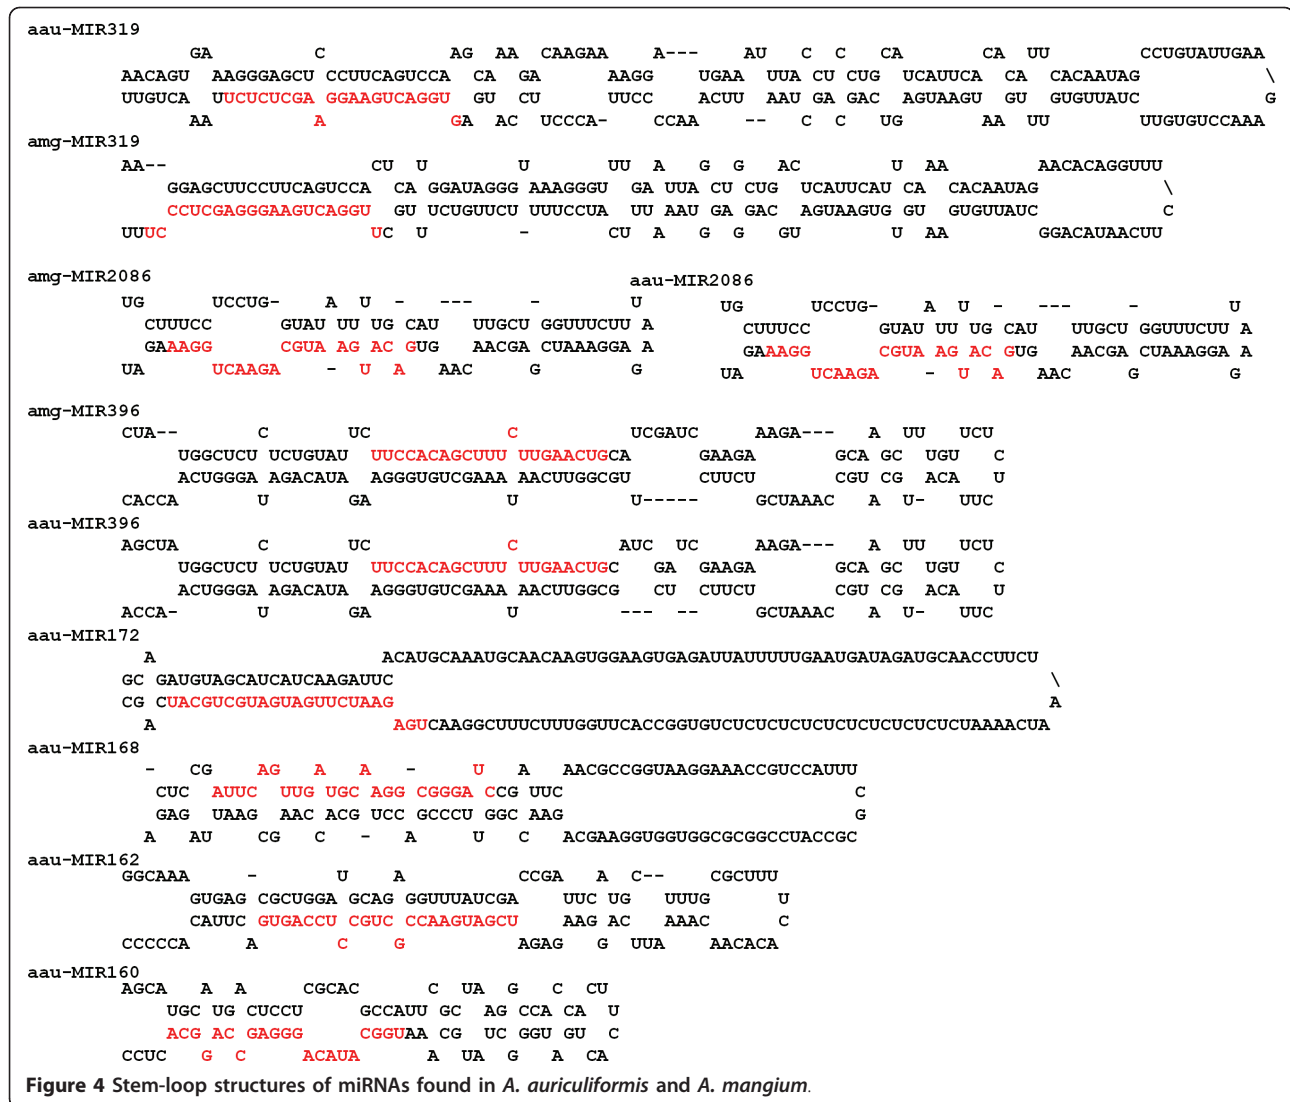 aau-MIR319
GA C AG AA CAAGAA A--- AU C C CA CA UU CCUGUAUUGAA
AACAGU AAGGGAGCU CCUUCAGUCCA CA GA AAGG UGAA UUA CU CUG UCAUUCA CA CACAAUAG \
UUGUCA UUCUCUCGA GGAAGUCAGGU GU CU UUCC ACUU AAU GA GAC AGUAAGU GU GUGUUAUC G
AA A GA AC UCCCA- CCAA -- C C UG AA UU UUGUGUCCAAA
amg-MIR319
AA-- CU U U UU A G G AC U AA AACACAGGUUU
GGAGCUUCCUUCAGUCCA CA GGAUAGGG AAAGGGU GA UUA CU CUG UCAUUCAU CA CACAAUAG \
CCUCGAGGGAAGUCAGGU GU UCUGUUCU UUUCCUA UU AAU GA GAC AGUAAGUG GU GUGUUAUC C
UUUC UC U - CU A G G GU U AA GGACAUAACUU
amg-MIR2086
UG UCCUG- A U - --- - U
CUUUCC GUAU UU UG CAU UUGCU GGUUUCUU A
GAAAGG CGUA AG AC GUG AACGA CUAAAGGA A
UA UCAAGA - U A AAC G G
aau-MIR2086
UG UCCUG- A U - --- - U
CUUUCC GUAU UU UG CAU UUGCU GGUUUCUU A
GAAAGG CGUA AG AC GUG AACGA CUAAAGGA A
UA UCAAGA - U A AAC G G
amg-MIR396
CUA-- C UC C UCGAUC AAGA--- A UU UCU
UGGCUCU UCUGUAU UUCCACAGCUUU UUGAACUGCA GAAGA GCA GC UGU C
ACUGGGA AGACAUA AGGGUGUCGAAA AACUUGGCGU CUUCU CGU CG ACA U
CACCA U GA U U----- GCUAAAC A U- UUC
aau-MIR396
AGCUA C UC C AUC UC AAGA--- A UU UCU
UGGCUCU UCUGUAU UUCCACAGCUUU UUGAACUGC GA GAAGA GCA GC UGU C
ACUGGGA AGACAUA AGGGUGUCGAAA AACUUGGCG CU CUUCU CGU CG ACA U
ACCA- U GA U --- -- GCUAAAC A U- UUC
aau-MIR172
A ACAUGCAAAUGCAACAAGUGGAAGUGAGAUUAUUUUUGAAUGAUAGAUGCAACCUUCU
GC GAUGUAGCAUCAUCAAGAUUC \
CG CUACGUCGUAGUAGUUCUAAG A
A AGUCAAGGCUUUCUUUGGUUCACCGGUGUCUCUCUCUCUCUCUCUCUCUCUAAAACUA
aau-MIR168
- CG AG A A - U A AACGCCGGUAAGGAAACCGUCCAUUU
CUC AUUC UUG UGC AGG CGGGA CCG UUC C
GAG UAAG AAC ACG UCC GCCCU GGC AAG G
A AU CG C - A U C ACGAAGGUGGUGGCGCGGCCUACCGC
aau-MIR162
GGCAAA - U A CCGA A C-- CGCUUU
GUGAG CGCUGGA GCAG GGUUUAUCGA UUC UG UUUG U
CAUUC GUGACCU CGUC CCAAGUAGCU AAG AC AAAC C
CCCCCA A C G AGAG G UUA AACACA
aau-MIR160
AGCA A A CGCAC C UA G C CU
UGC UG CUCCU GCCAUU GC AG CCA CA U
ACG AC GAGGG CGGUAA CG UC GGU GU C
CCUC G C ACAUA A UA G A CA
Figure 4 Stem-loop structures of miRNAs found in A. auriculiformis and A. mangium.